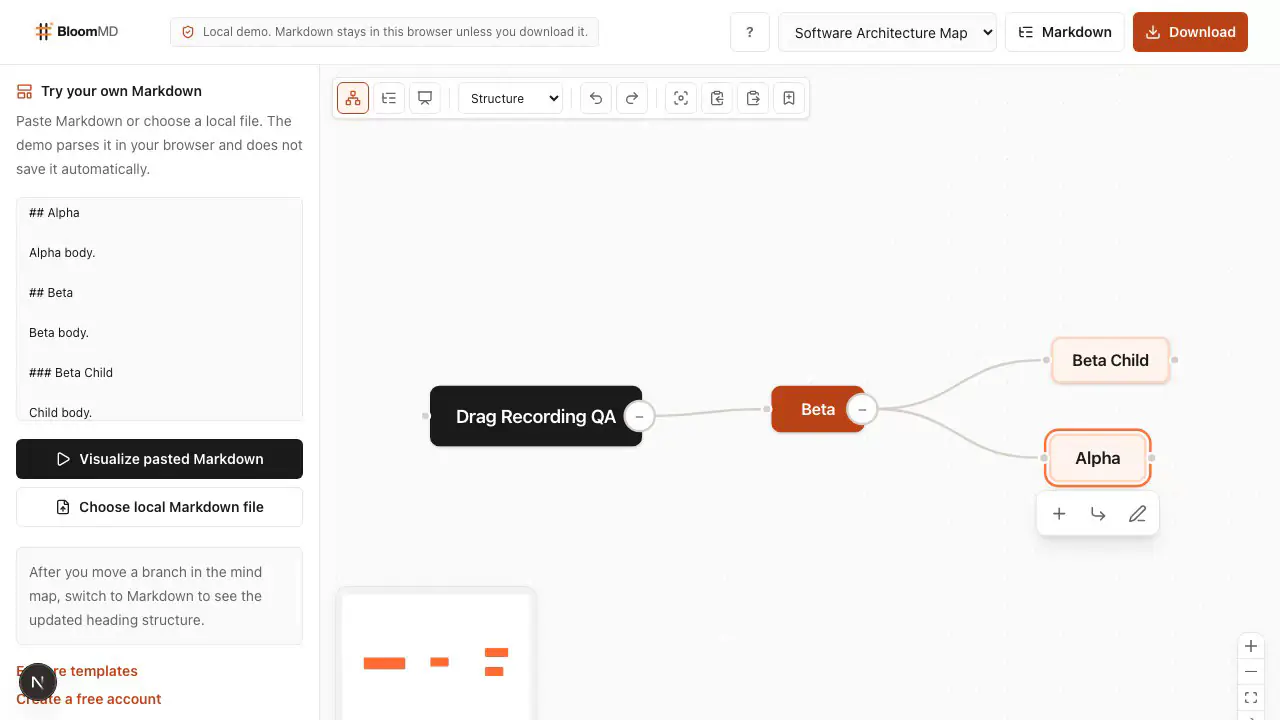 BloomMD
Local demo. Markdown stays in this browser unless you download it.
?
Software Architecture Map
Markdown
Download
Try your own Markdown
Paste Markdown or choose a local file. The
demo parses it in your browser and does not
save it automatically.
## Alpha
Alpha body.
## Beta
Beta body.
### Beta Child
Child body.
Visualize pasted Markdown
Choose local Markdown file
After you move a branch in the mind
map, switch to Markdown to see the
updated heading structure.
templates
Create a free account
N
Structure
Drag Recording QA
Beta
Beta Child
Alpha